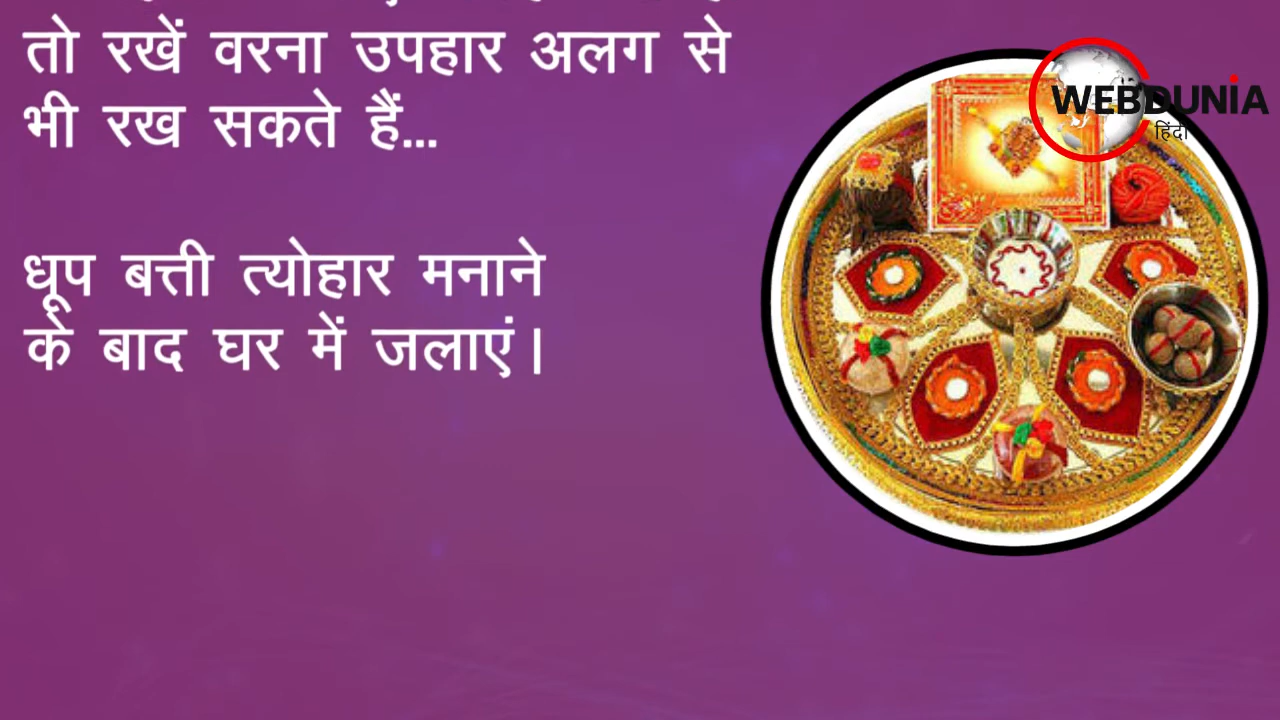 तो रखें वरना उपहार अलग से
भी रख सकते हैं...
धूप बत्ती त्योहार मनाने
के बाद घर में जलाएं।
WEBDUNIA
हिंदी